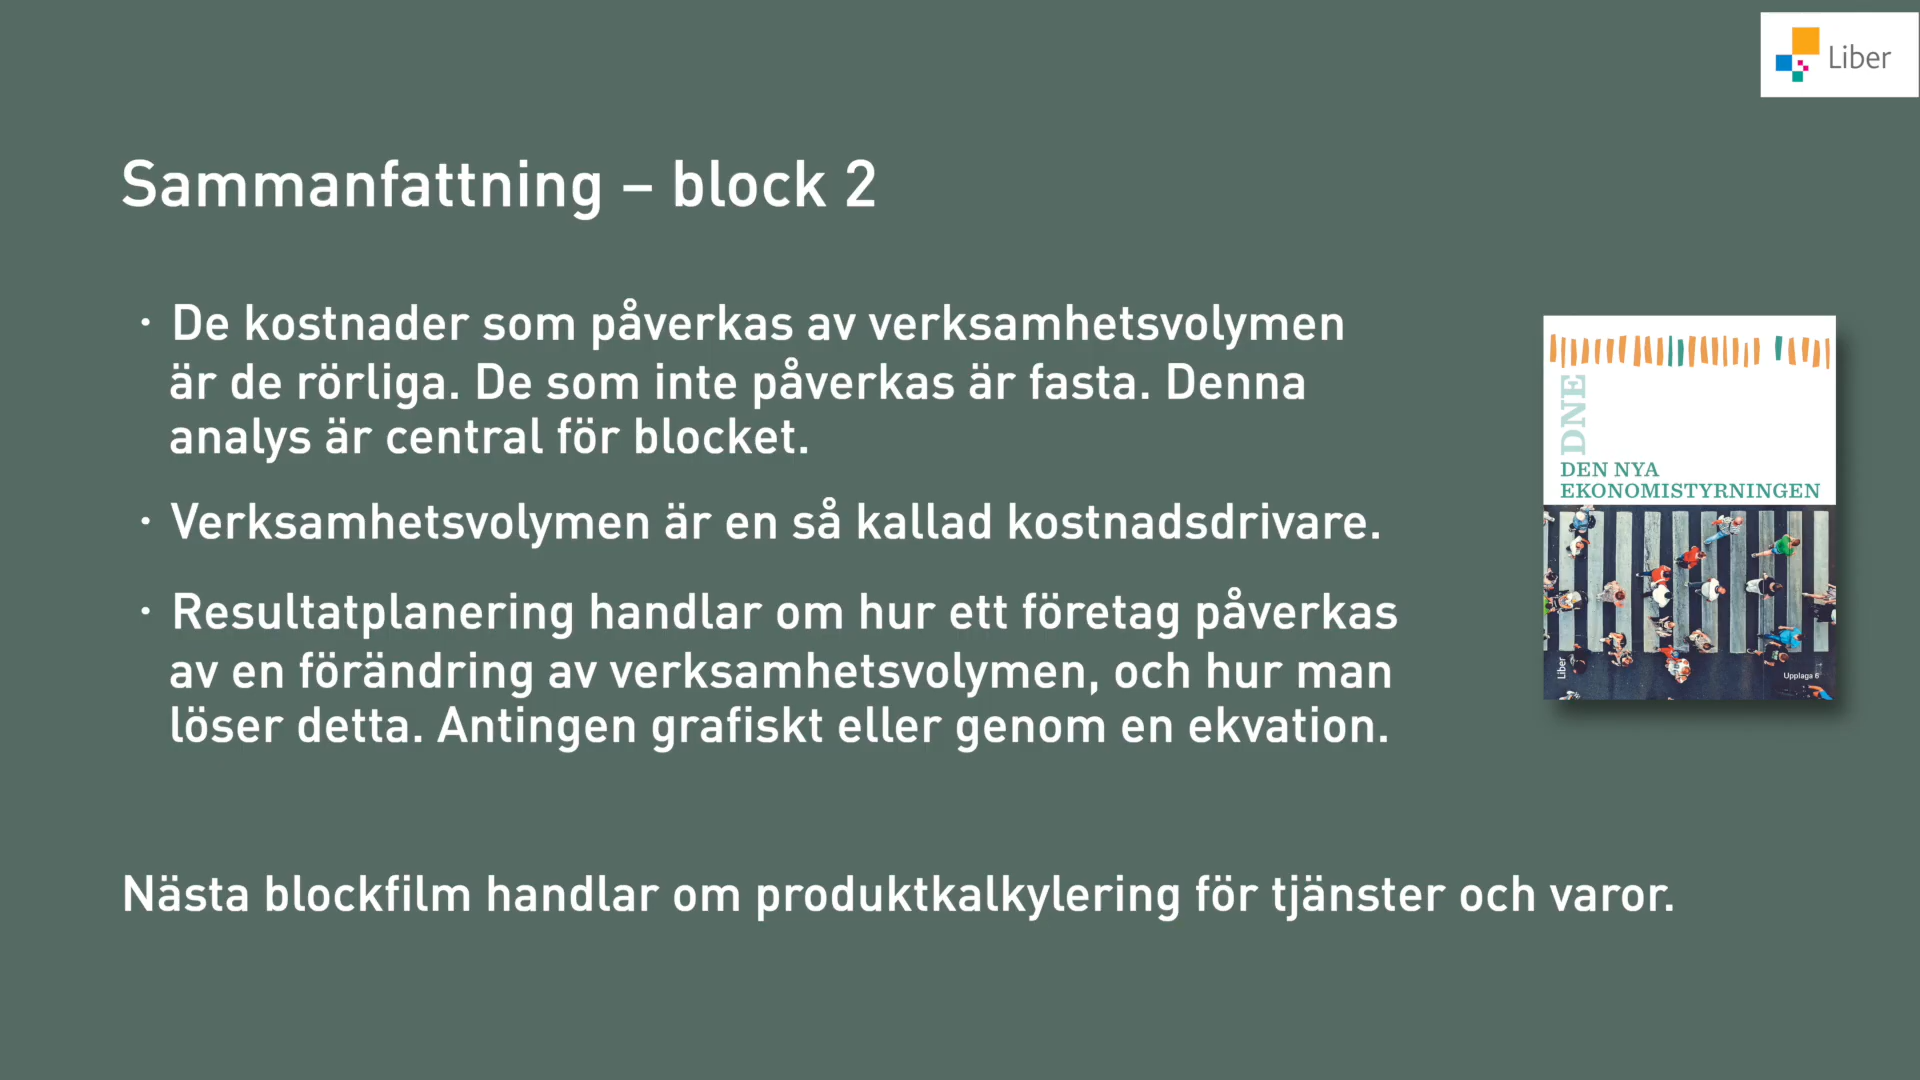 Liber
Sammanfattning – block 2
· De kostnader som påverkas av verksamhetsvolymen
är de rörliga. De som inte påverkas är fasta. Denna
analys är central för blocket.
· Verksamhetsvolymen är en så kallad kostnadsdrivare.
· Resultatplanering handlar om hur ett företag påverkas
av en förändring av verksamhetsvolymen, och hur man
löser detta. Antingen grafiskt eller genom en ekvation.
Nästa blockfilm handlar om produktkalkylering för tjänster och varor.
DNE
DEN NYA
EKONOMISTYRNINGEN
Liber
Upplaga 6